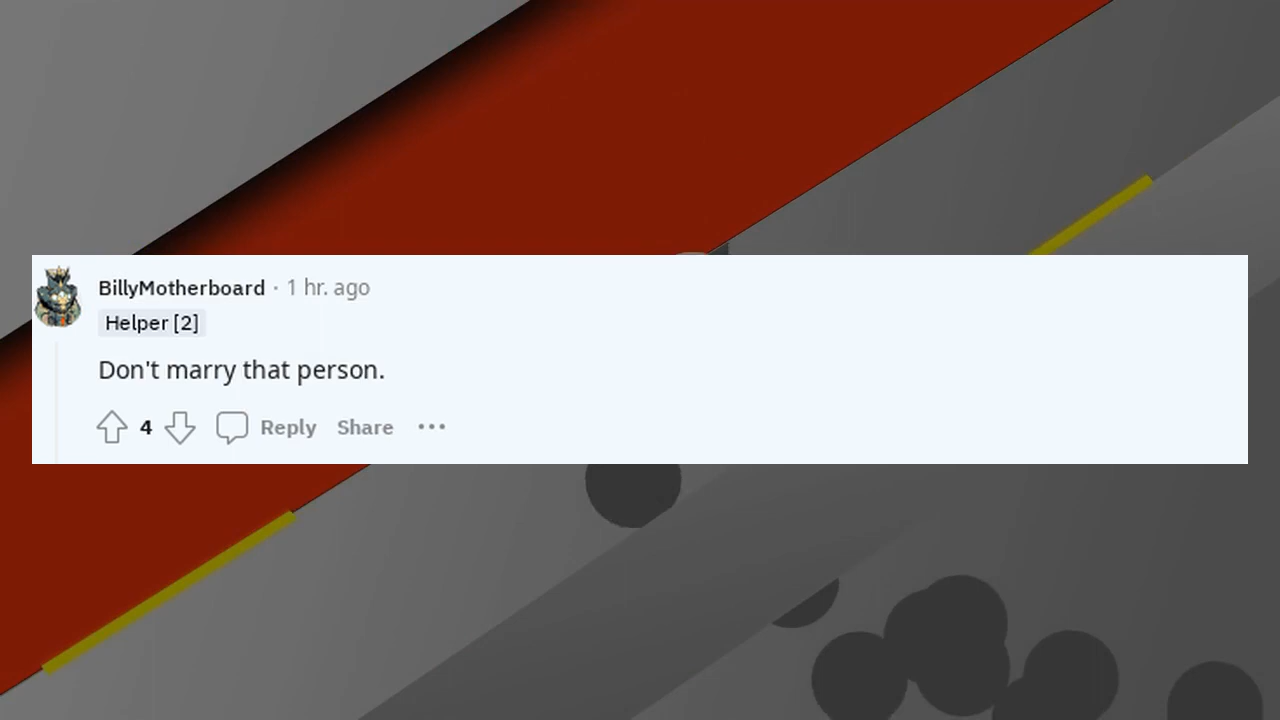 BillyMotherboard · 1 hr. ago
Helper [2]
Don't marry that person.
4 Reply Share ···